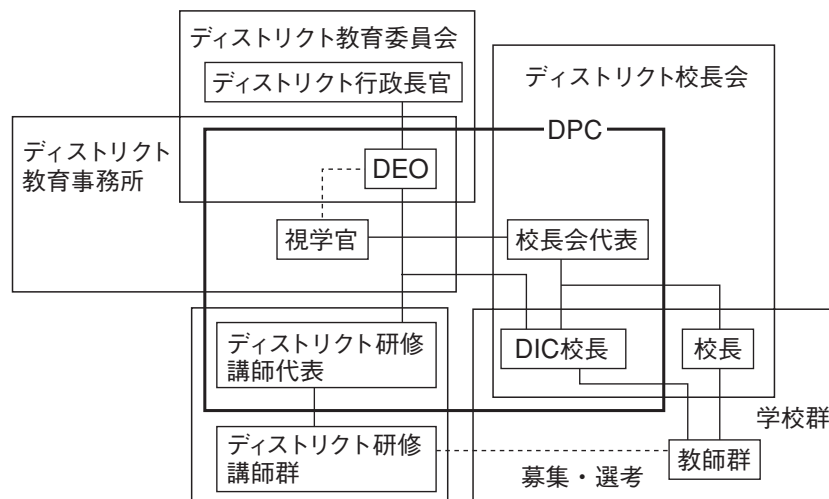 ディストリクト教育委員会
ディストリクト行政長官
ディストリクト校長会
DPC
ディストリクト
教育事務所
DEO
視学官
校長会代表
ディストリクト研修
講師代表
DIC校長
校長
学校群
ディストリクト研修
講師群
募集・選考
教師群